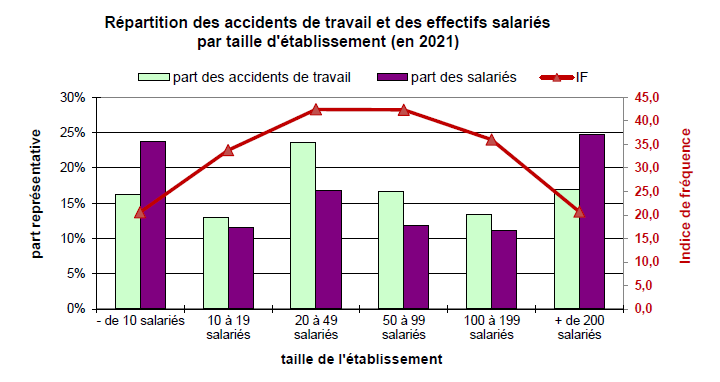 Répartition des accidents de travail et des effectifs salariés
par taille d'établissement (en 2021)
part des accidents de travail
part des salariés
IF
30%
25%
20%
15%
10%
5%
0%
part représentative
45,0
40,0
35,0
30,0
25,0
20,0
15,0
10,0
5,0
0,0
Indice de fréquence
- de 10 salariés
10 à 19
salariés
20 à 49
salariés
50 à 99
salariés
100 à 199
salariés
+ de 200
salariés
taille de l'établissement